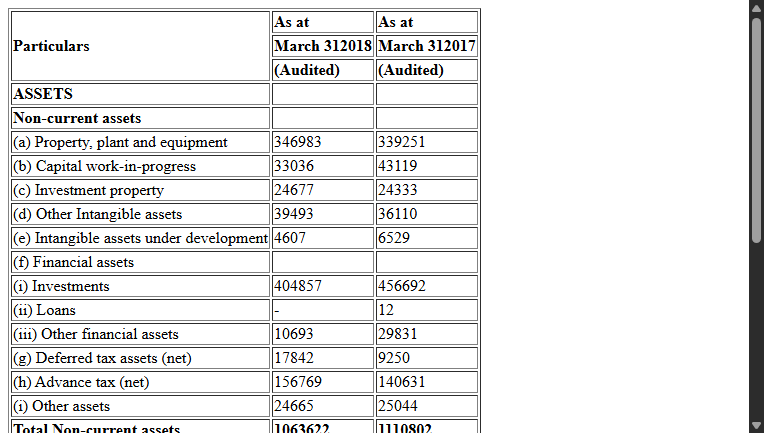 Particulars As at As at
March 312018 March 312017
(Audited) (Audited)
ASSETS
Non-current assets
(a) Property, plant and equipment 346983 339251
(b) Capital work-in-progress 33036 43119
(c) Investment property 24677 24333
(d) Other Intangible assets 39493 36110
(e) Intangible assets under development 4607 6529
(f) Financial assets
(i) Investments 404857 456692
(ii) Loans - 12
(iii) Other financial assets 10693 29831
(g) Deferred tax assets (net) 17842 9250
(h) Advance tax (net) 156769 140631
(i) Other assets 24665 25044
Total Non-current assets 1063622 1110802